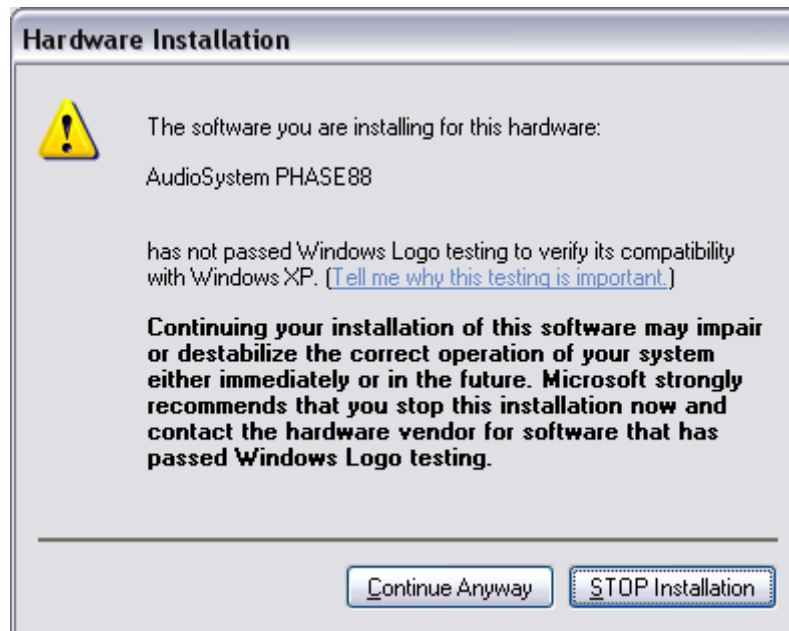 Hardware Installation
The software you are installing for this hardware:
AudioSystem PHASE88
has not passed Windows Logo testing to verify its compatibility
with Windows XP. (Tell me why this testing is important.)
Continuing your installation of this software may impair
or destabilize the correct operation of your system
either immediately or in the future. Microsoft strongly
recommends that you stop this installation now and
contact the hardware vendor for software that has
passed Windows Logo testing.
Continue Anyway
STOP Installation